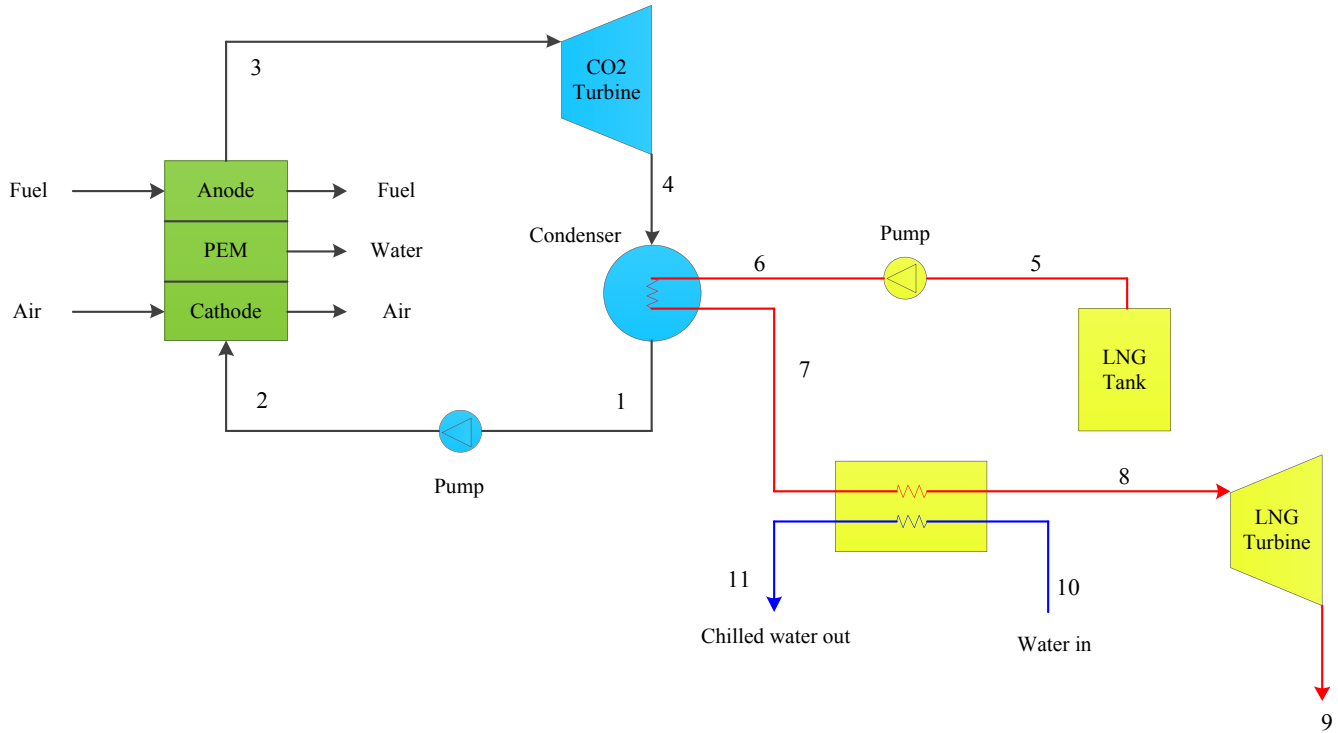 3
CO2
Turbine
Fuel
Anode
Fuel
4
Condenser
Pump
PEM
Water
6
5
Air
Cathode
Air
LNG
Tank
7
2
1
Pump
8
LNG
Turbine
11
10
Chilled water out
Water in
9